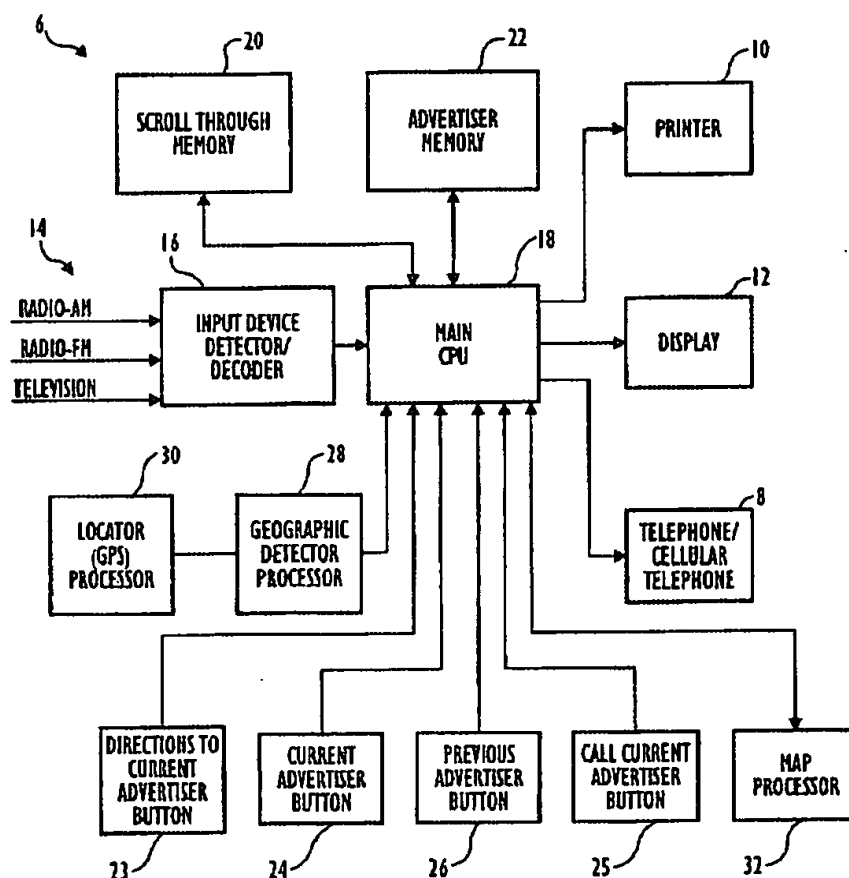 6
20
22
10
SCROLL THROUGH
MEMORY
ADVERTISER
MEMORY
PRINTER
14
16
18
12
RADIO-AM
RADIO-FM
TELEVISION
INPUT DEVICE
DETECTOR/
DECODER
MAIN
CPU
DISPLAY
30
28
8
LOCATOR
(GPS)
PROCESSOR
GEOGRAPHIC
DETECTOR
PROCESSOR
TELEPHONE/
CELLULAR
TELEPHONE
DIRECTIONS TO
CURRENT
ADVERTISER
BUTTON
CURRENT
ADVERTISER
BUTTON
PREVIOUS
ADVERTISER
BUTTON
CALL CURRENT
ADVERTISER
BUTTON
MAP
PROCESSOR
23
24
26
25
32